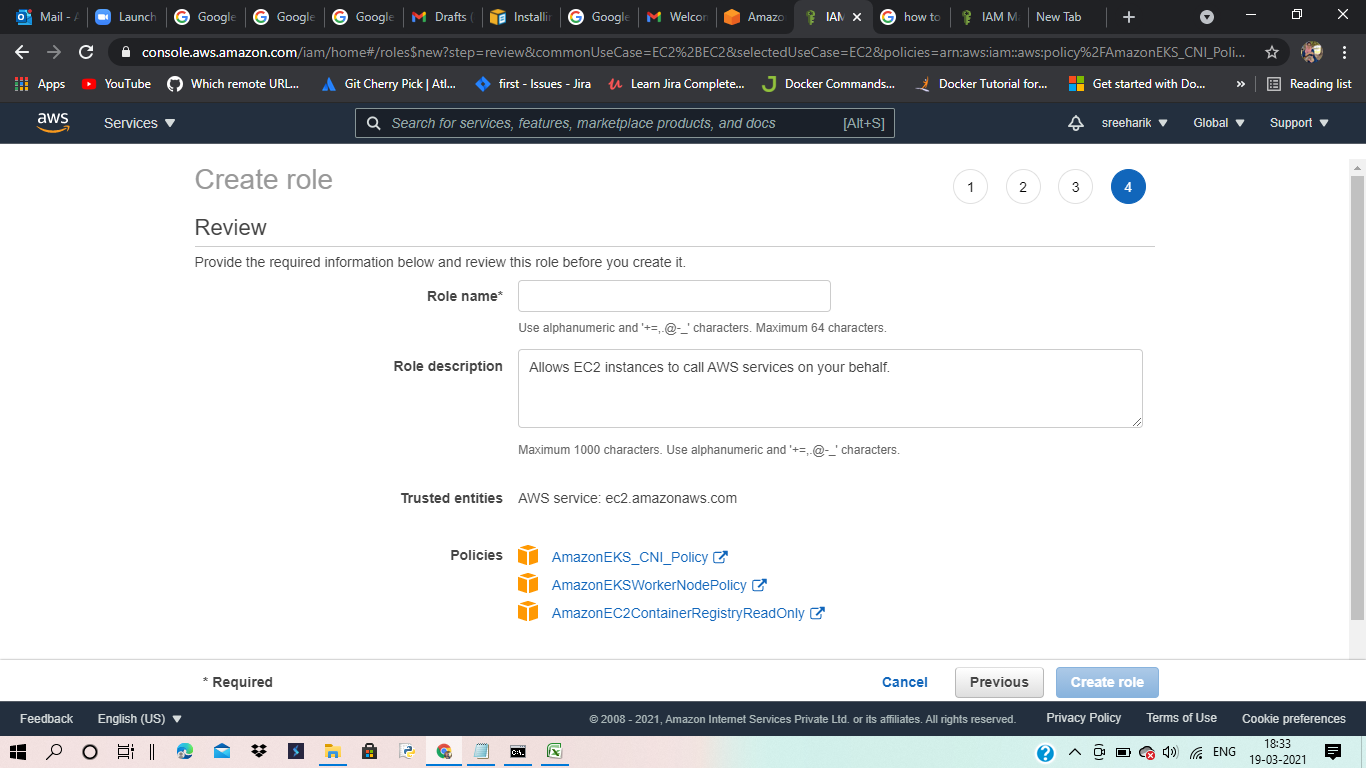 Mail - A
Launch
Google
Google
Google
Drafts (
Installin
Google
Welcon
Amazo
IAM
how to
IAM M
New Tab
console.aws.amazon.com/iam/home#/roles$new?step=review&commonUseCase=EC2%2BEC2&selectedUseCase=EC2&policies=arn:aws:iam::aws:policy%2FAmazonEKS_CNI_Poli...
Apps
YouTube
Which remote URL...
Git Cherry Pick | Atl...
first - Issues - Jira
Learn Jira Complete...
Docker Commands...
Docker Tutorial for...
Get started with Do...
»
Reading list
aws
Services
Search for services, features, marketplace products, and docs [Alt+S]
sreeharik
Global
Support
Create role
1
2
3
4
Review
Provide the required information below and review this role before you create it.
Role name*
Use alphanumeric and '+=,.@-_' characters. Maximum 64 characters.
Role description
Allows EC2 instances to call AWS services on your behalf.
Maximum 1000 characters. Use alphanumeric and '+=,.@-_' characters.
Trusted entities
AWS service: ec2.amazonaws.com
Policies
AmazonEKS_CNI_Policy
AmazonEKSWorkerNodePolicy
AmazonEC2ContainerRegistryReadOnly
* Required
Cancel
Previous
Create role
Feedback
English (US)
© 2008 - 2021, Amazon Internet Services Private Ltd. or its affiliates. All rights reserved.
Privacy Policy
Terms of Use
Cookie preferences
ENG
18:33
19-03-2021